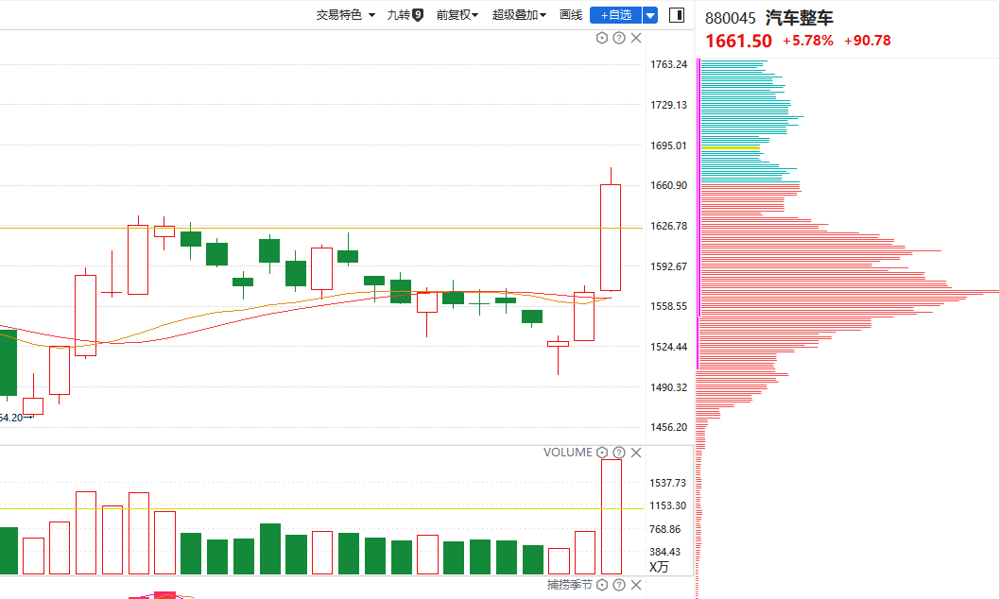 交易特色 九转 9 前复权 超级叠加 画线 +自选
880045 汽车整车
1661.50 +5.78% +90.78
1763.24
1729.13
1695.01
1660.90
1626.78
1592.67
1558.55
1524.44
1490.32
1456.20
54.20
VOLUME
1537.73
1153.30
768.86
384.43
X万
捕捞季节